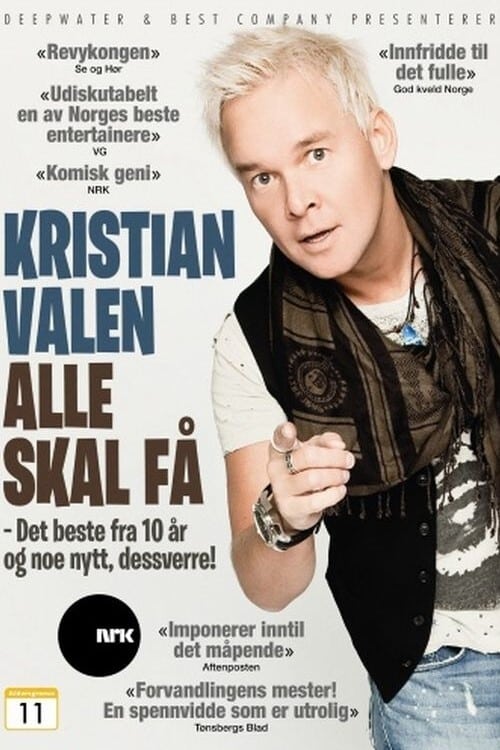 DEEPWATER & BEST COMPANY PRESENTERER
«Revykongen»
Se og Hør
«Udiskutabelt
en av Norges beste
entertainere»
VG
«Komisk geni»
NRK
«Innfridde til
det fulle»
God kveld Norge
KRISTIAN
VALEN
ALLE
SKAL FÅ
- Det beste fra 10 år
og noe nytt, dessverre!
NRK
«Imponerer inntil
det måpende»
Aftenposten
«Forvandlingens mester!
En spennvidde som er utrolig»
Tønsbergs Blad
Aldersgrense
11